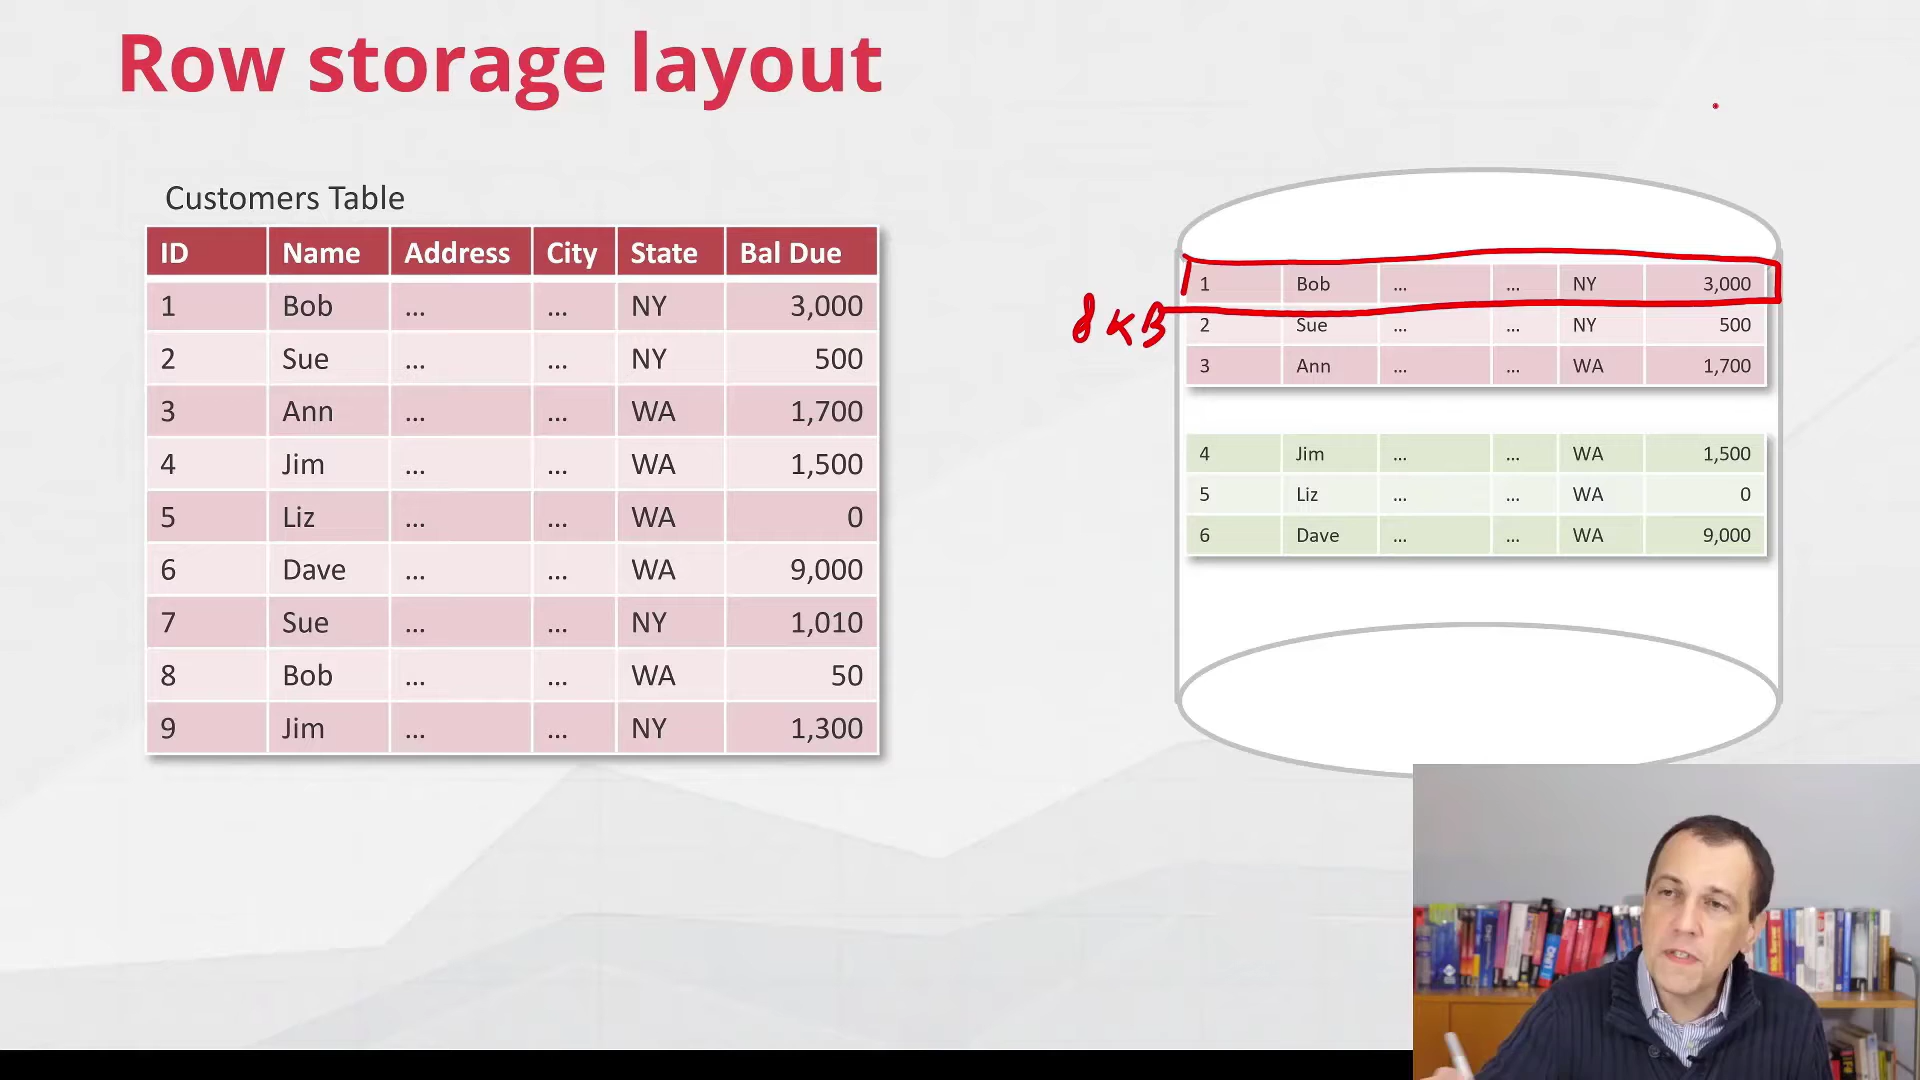 Row storage layout
Customers Table
ID Name Address City State Bal Due
1 Bob ... ... NY 3,000
2 Sue ... ... NY 500
3 Ann ... ... WA 1,700
4 Jim ... ... WA 1,500
5 Liz ... ... WA 0
6 Dave ... ... WA 9,000
7 Sue ... ... NY 1,010
8 Bob ... ... WA 50
9 Jim ... ... NY 1,300
1 Bob ... ... NY 3,000
8 KB
2 Sue ... ... NY 500
3 Ann ... ... WA 1,700
4 Jim ... ... WA 1,500
5 Liz ... ... WA 0
6 Dave ... ... WA 9,000